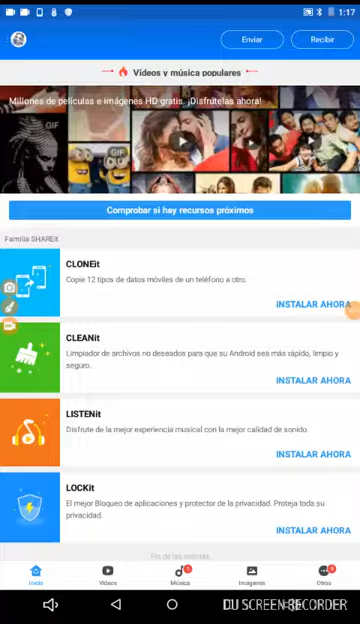 1:17
Enviar
Recibir
Vídeos y música populares
Millones de películas e imágenes HD gratis. ¡Disfrútelas ahora!
GIF
GIF
Comprobar si hay recursos próximos
Familia SHAREit
CLONEit
Copie 12 tipos de datos móviles de un teléfono a otro.
INSTALAR AHORA
CLEANit
Limpiador de archivos no deseados para que su Android sea más rápido, limpio y
seguro.
INSTALAR AHORA
LISTENit
Disfrute de la mejor experiencia musical con la mejor calidad de sonido.
INSTALAR AHORA
LOCKit
El mejor Bloqueo de aplicaciones y protector de la privacidad. Proteja toda su
privacidad.
INSTALAR AHORA
Fin de las noticias
Inicio
Vídeos
Música
Imágenes
Otros
DU SCREEN RECORDER